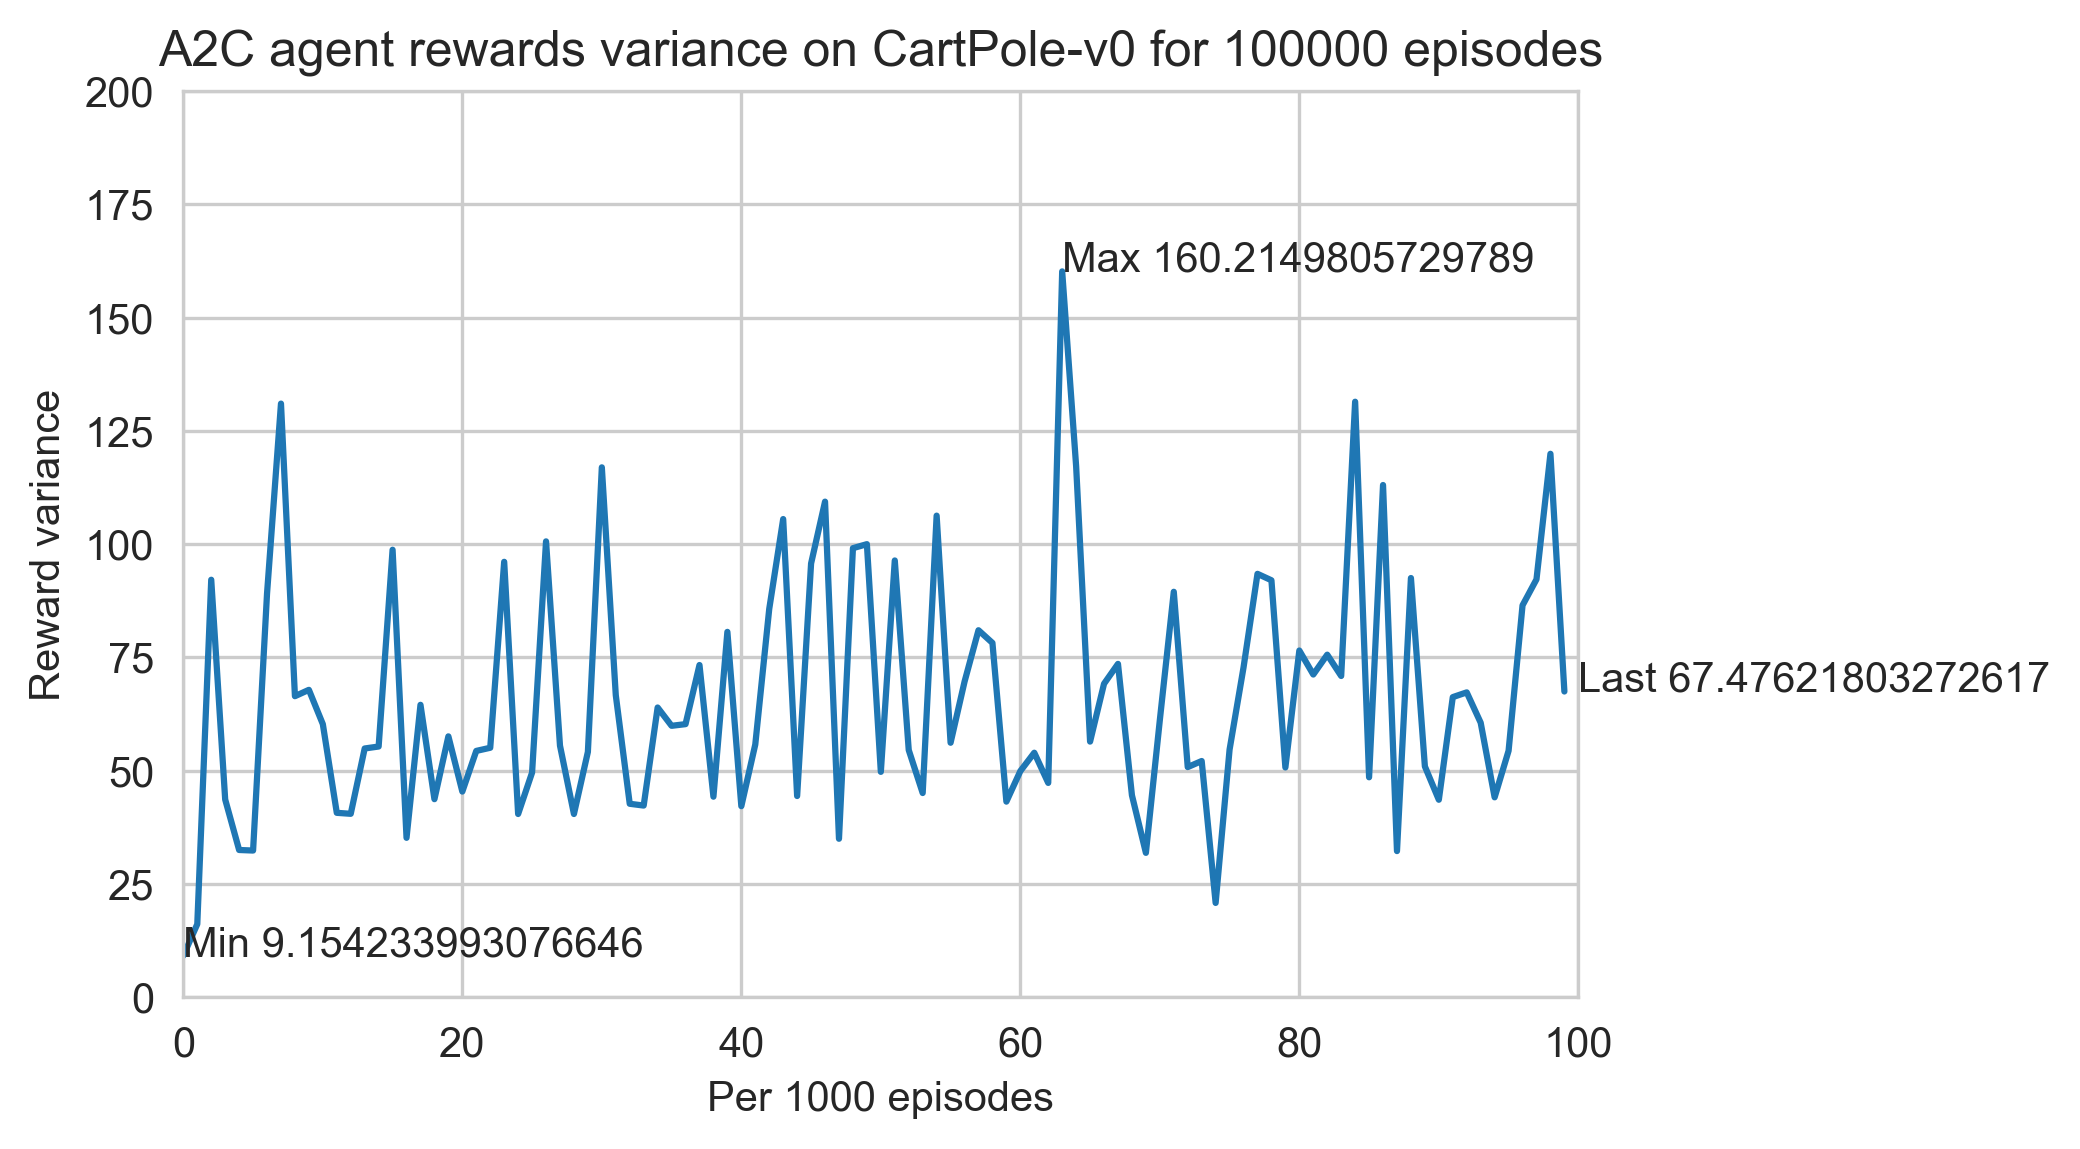 A2C agent rewards variance on CartPole-v0 for 100000 episodes
200
175
150
125
100
75
50
25
0
Reward variance
Max 160.2149805729789
Last 67.47621803272617
Min 9.154233993076646
0 20 40 60 80 100
Per 1000 episodes